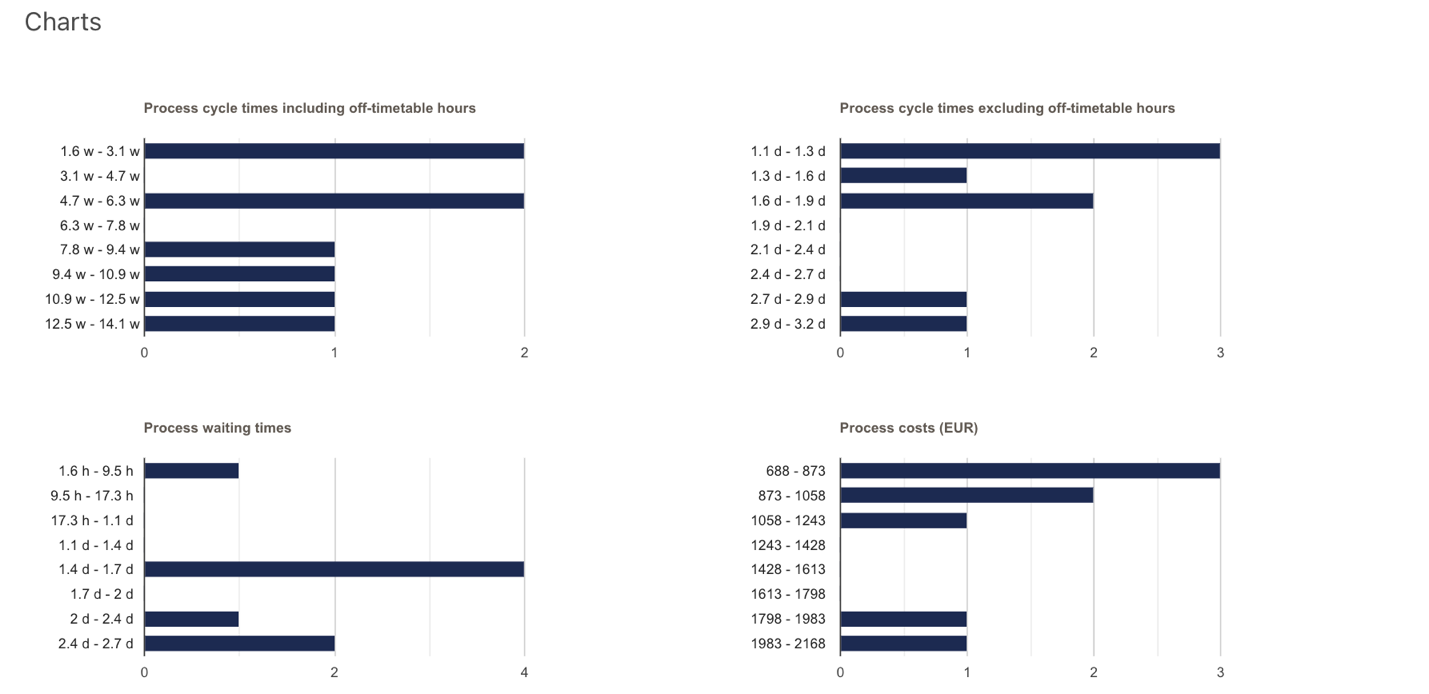 Charts
Process cycle times including off-timetable hours
1.6 w - 3.1 w
3.1 w - 4.7 w
4.7 w - 6.3 w
6.3 w - 7.8 w
7.8 w - 9.4 w
9.4 w - 10.9 w
10.9 w - 12.5 w
12.5 w - 14.1 w
0 1 2
Process cycle times excluding off-timetable hours
1.1 d - 1.3 d
1.3 d - 1.6 d
1.6 d - 1.9 d
1.9 d - 2.1 d
2.1 d - 2.4 d
2.4 d - 2.7 d
2.7 d - 2.9 d
2.9 d - 3.2 d
0 1 2 3
Process waiting times
1.6 h - 9.5 h
9.5 h - 17.3 h
17.3 h - 1.1 d
1.1 d - 1.4 d
1.4 d - 1.7 d
1.7 d - 2 d
2 d - 2.4 d
2.4 d - 2.7 d
0 2 4
Process costs (EUR)
688 - 873
873 - 1058
1058 - 1243
1243 - 1428
1428 - 1613
1613 - 1798
1798 - 1983
1983 - 2168
0 1 2 3